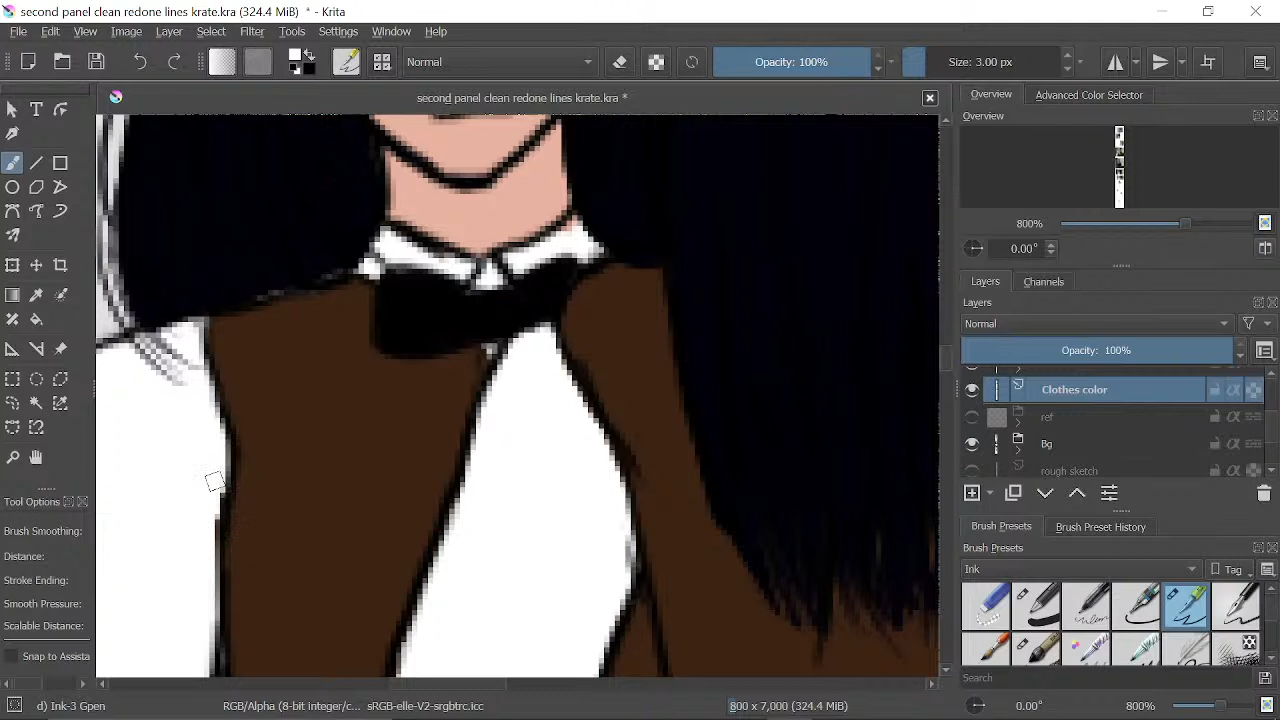 second panel clean redone lines krate.kra (324.4 MiB) * - Krita
File Edit View Image Layer Filter Tools Select Settings Window Help
Normal Opacity: 100% Size: 3.00 px
second panel clean redone lines krate.kra *
Overview Advanced Color Selector
Overview
800%
0.00°
Layers Channels
Layers
Normal
Opacity: 100%
Clothes color
ref
Bg
rough sketch
Tool Options
Brush Smoothing:
Distance:
Stroke Ending:
Smooth Pressure:
Scalable Distance:
Snap to Assista
Brush Presets Brush Preset History
Brush Presets
Ink Tag
Search
d) Ink-3 Gpen RGB/Alpha (8-bit integer/c... sRGB-elle-V2-srgbtrc.icc 800 x 7,000 (324.4 MiB) 0.00° 800%